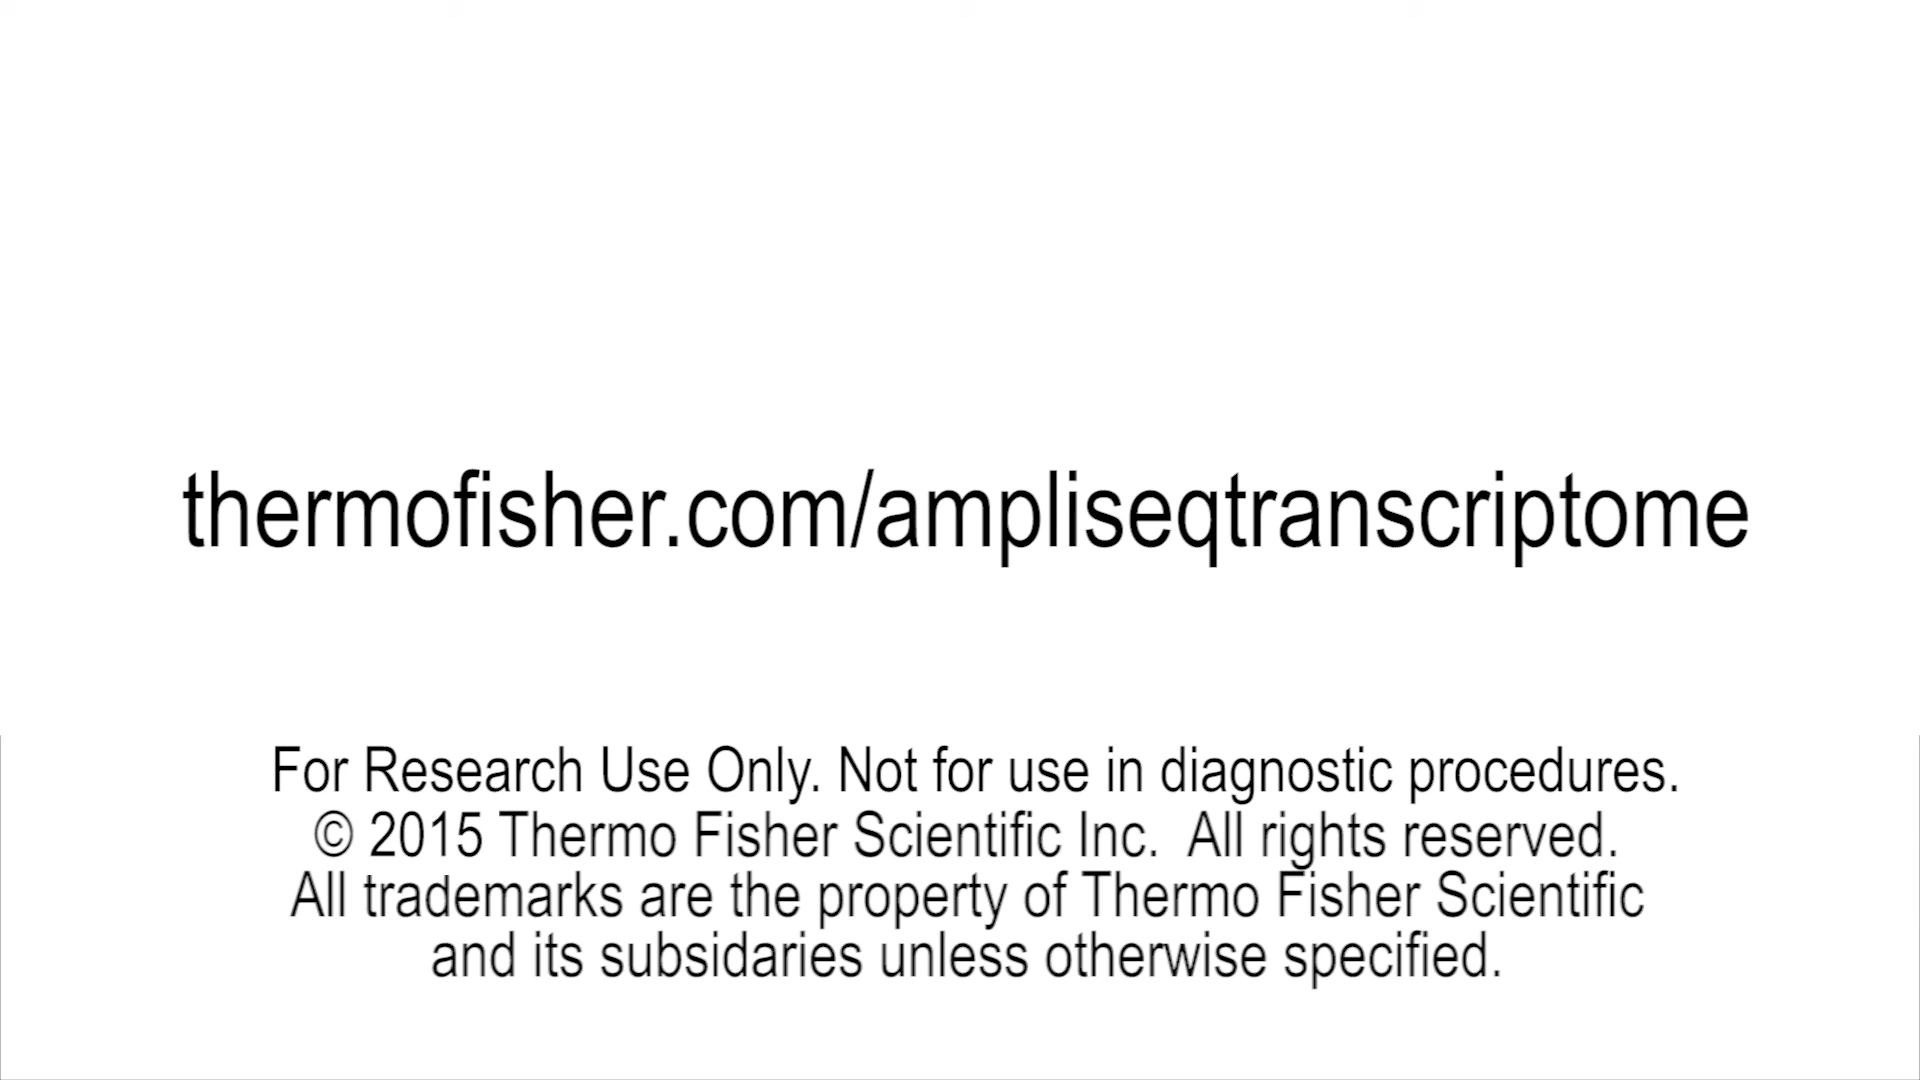 thermofisher.com/ampliseqtranscriptome
For Research Use Only. Not for use in diagnostic procedures.
© 2015 Thermo Fisher Scientific Inc.  All rights reserved.
All trademarks are the property of Thermo Fisher Scientific
and its subsidaries unless otherwise specified.